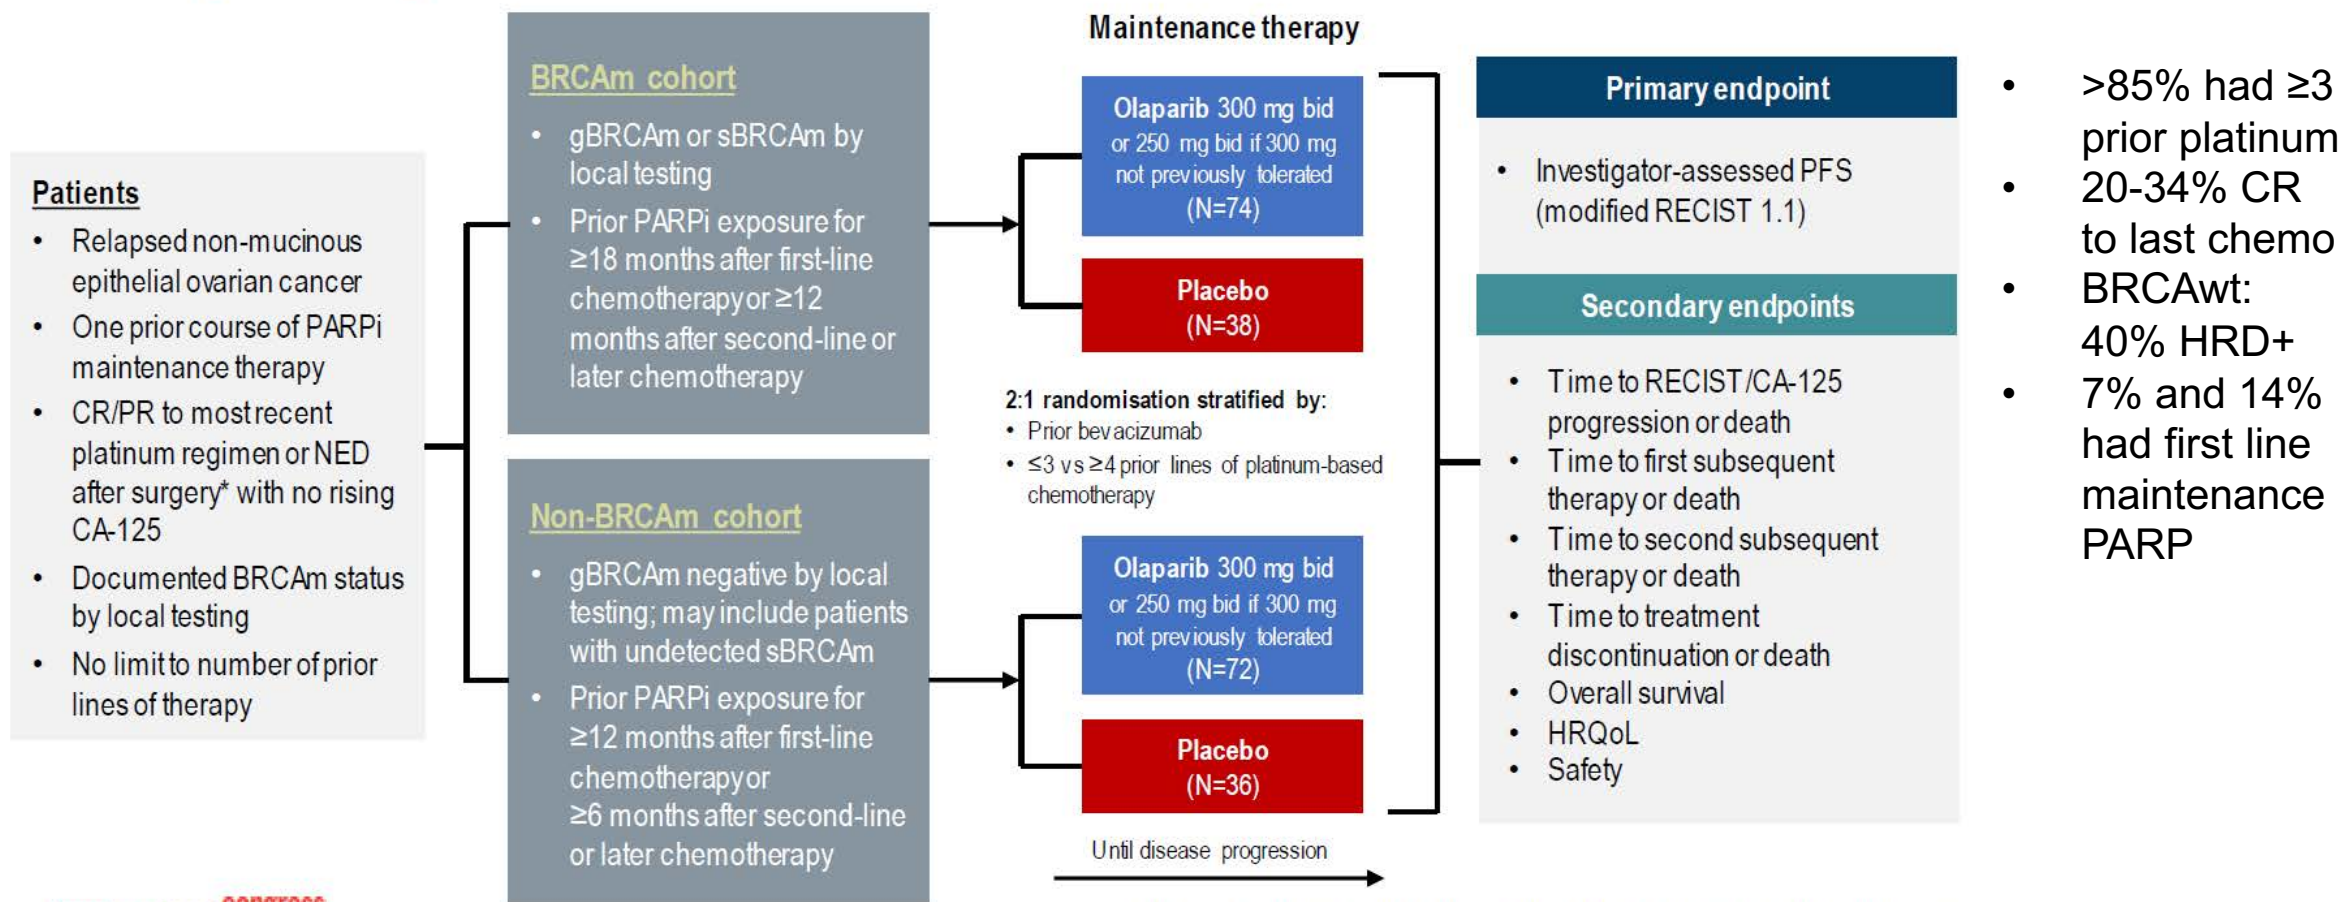 Patients
• Relapsed non-mucinous
epithelial ovarian cancer
• One prior course of PARPi
maintenance therapy
• CR/PR to most recent
platinum regimen or NED
after surgery* with no rising
CA-125
• Documented BRCAm status
by local testing
• No limit to number of prior
lines of therapy
BRCAm cohort
• gBRCAm or sBRCAm by
local testing
• Prior PARPi exposure for
≥18 months after first-line
chemotherapy or ≥12
months after second-line or
later chemotherapy
Non-BRCAm cohort
• gBRCAm negative by local
testing; may include patients
with undetected sBRCAm
• Prior PARPi exposure for
≥12 months after first-line
chemotherapy or
≥6 months after second-line
or later chemotherapy
Maintenance therapy
Olaparib 300 mg bid
or 250 mg bid if 300 mg
not previously tolerated
(N=74)
Placebo
(N=38)
2:1 randomisation stratified by:
• Prior bevacizumab
• ≤3 vs ≥4 prior lines of platinum-based
chemotherapy
Olaparib 300 mg bid
or 250 mg bid if 300 mg
not previously tolerated
(N=72)
Placebo
(N=36)
Until disease progression
Primary endpoint
• Investigator-assessed PFS
(modified RECIST 1.1)
Secondary endpoints
• Time to RECIST/CA-125
progression or death
• Time to first subsequent
therapy or death
• Time to second subsequent
therapy or death
• Time to treatment
discontinuation or death
• Overall survival
• HRQoL
• Safety
• >85% had ≥3
prior platinum
• 20-34% CR
to last chemo
• BRCAwt:
40% HRD+
• 7% and 14%
had first line
maintenance
PARP